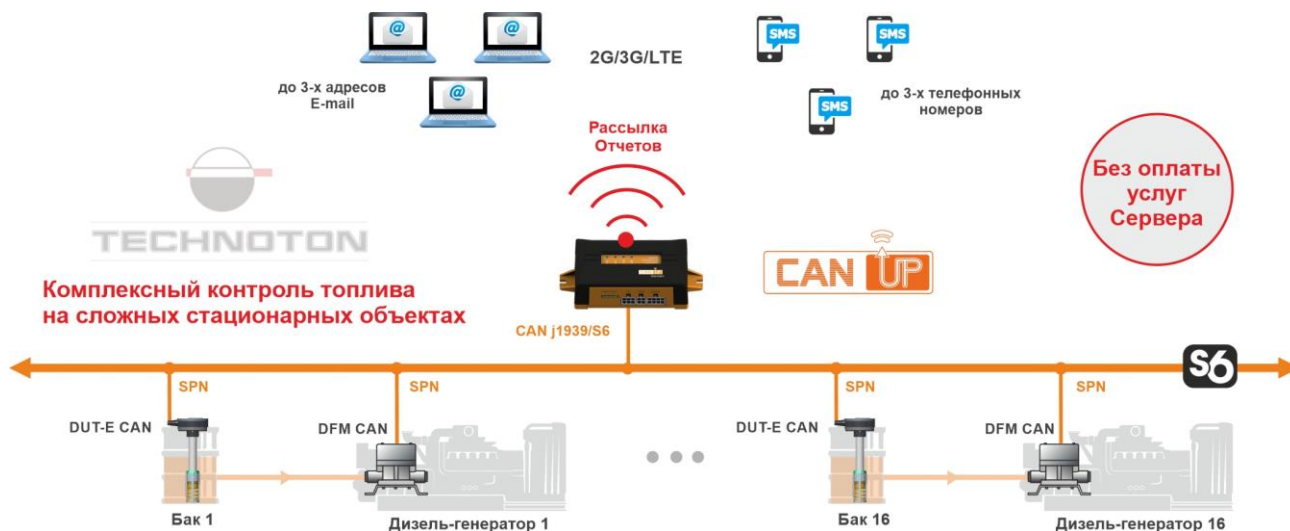 @
@
@
до 3-х адресов
E-mail
2G/3G/LTE
SMS
SMS
SMS
до 3-х телефонных
номеров
Рассылка
Отчетов
Без оплаты
услуг
Сервера
TECHNOTON
CAN UP
Комплексный контроль топлива
на сложных стационарных объектах
CAN j1939/S6
S6
SPN
SPN
SPN
SPN
DUT-E CAN
DFM CAN
DUT-E CAN
DFM CAN
Бак 1
Дизель-генератор 1
Бак 16
Дизель-генератор 16